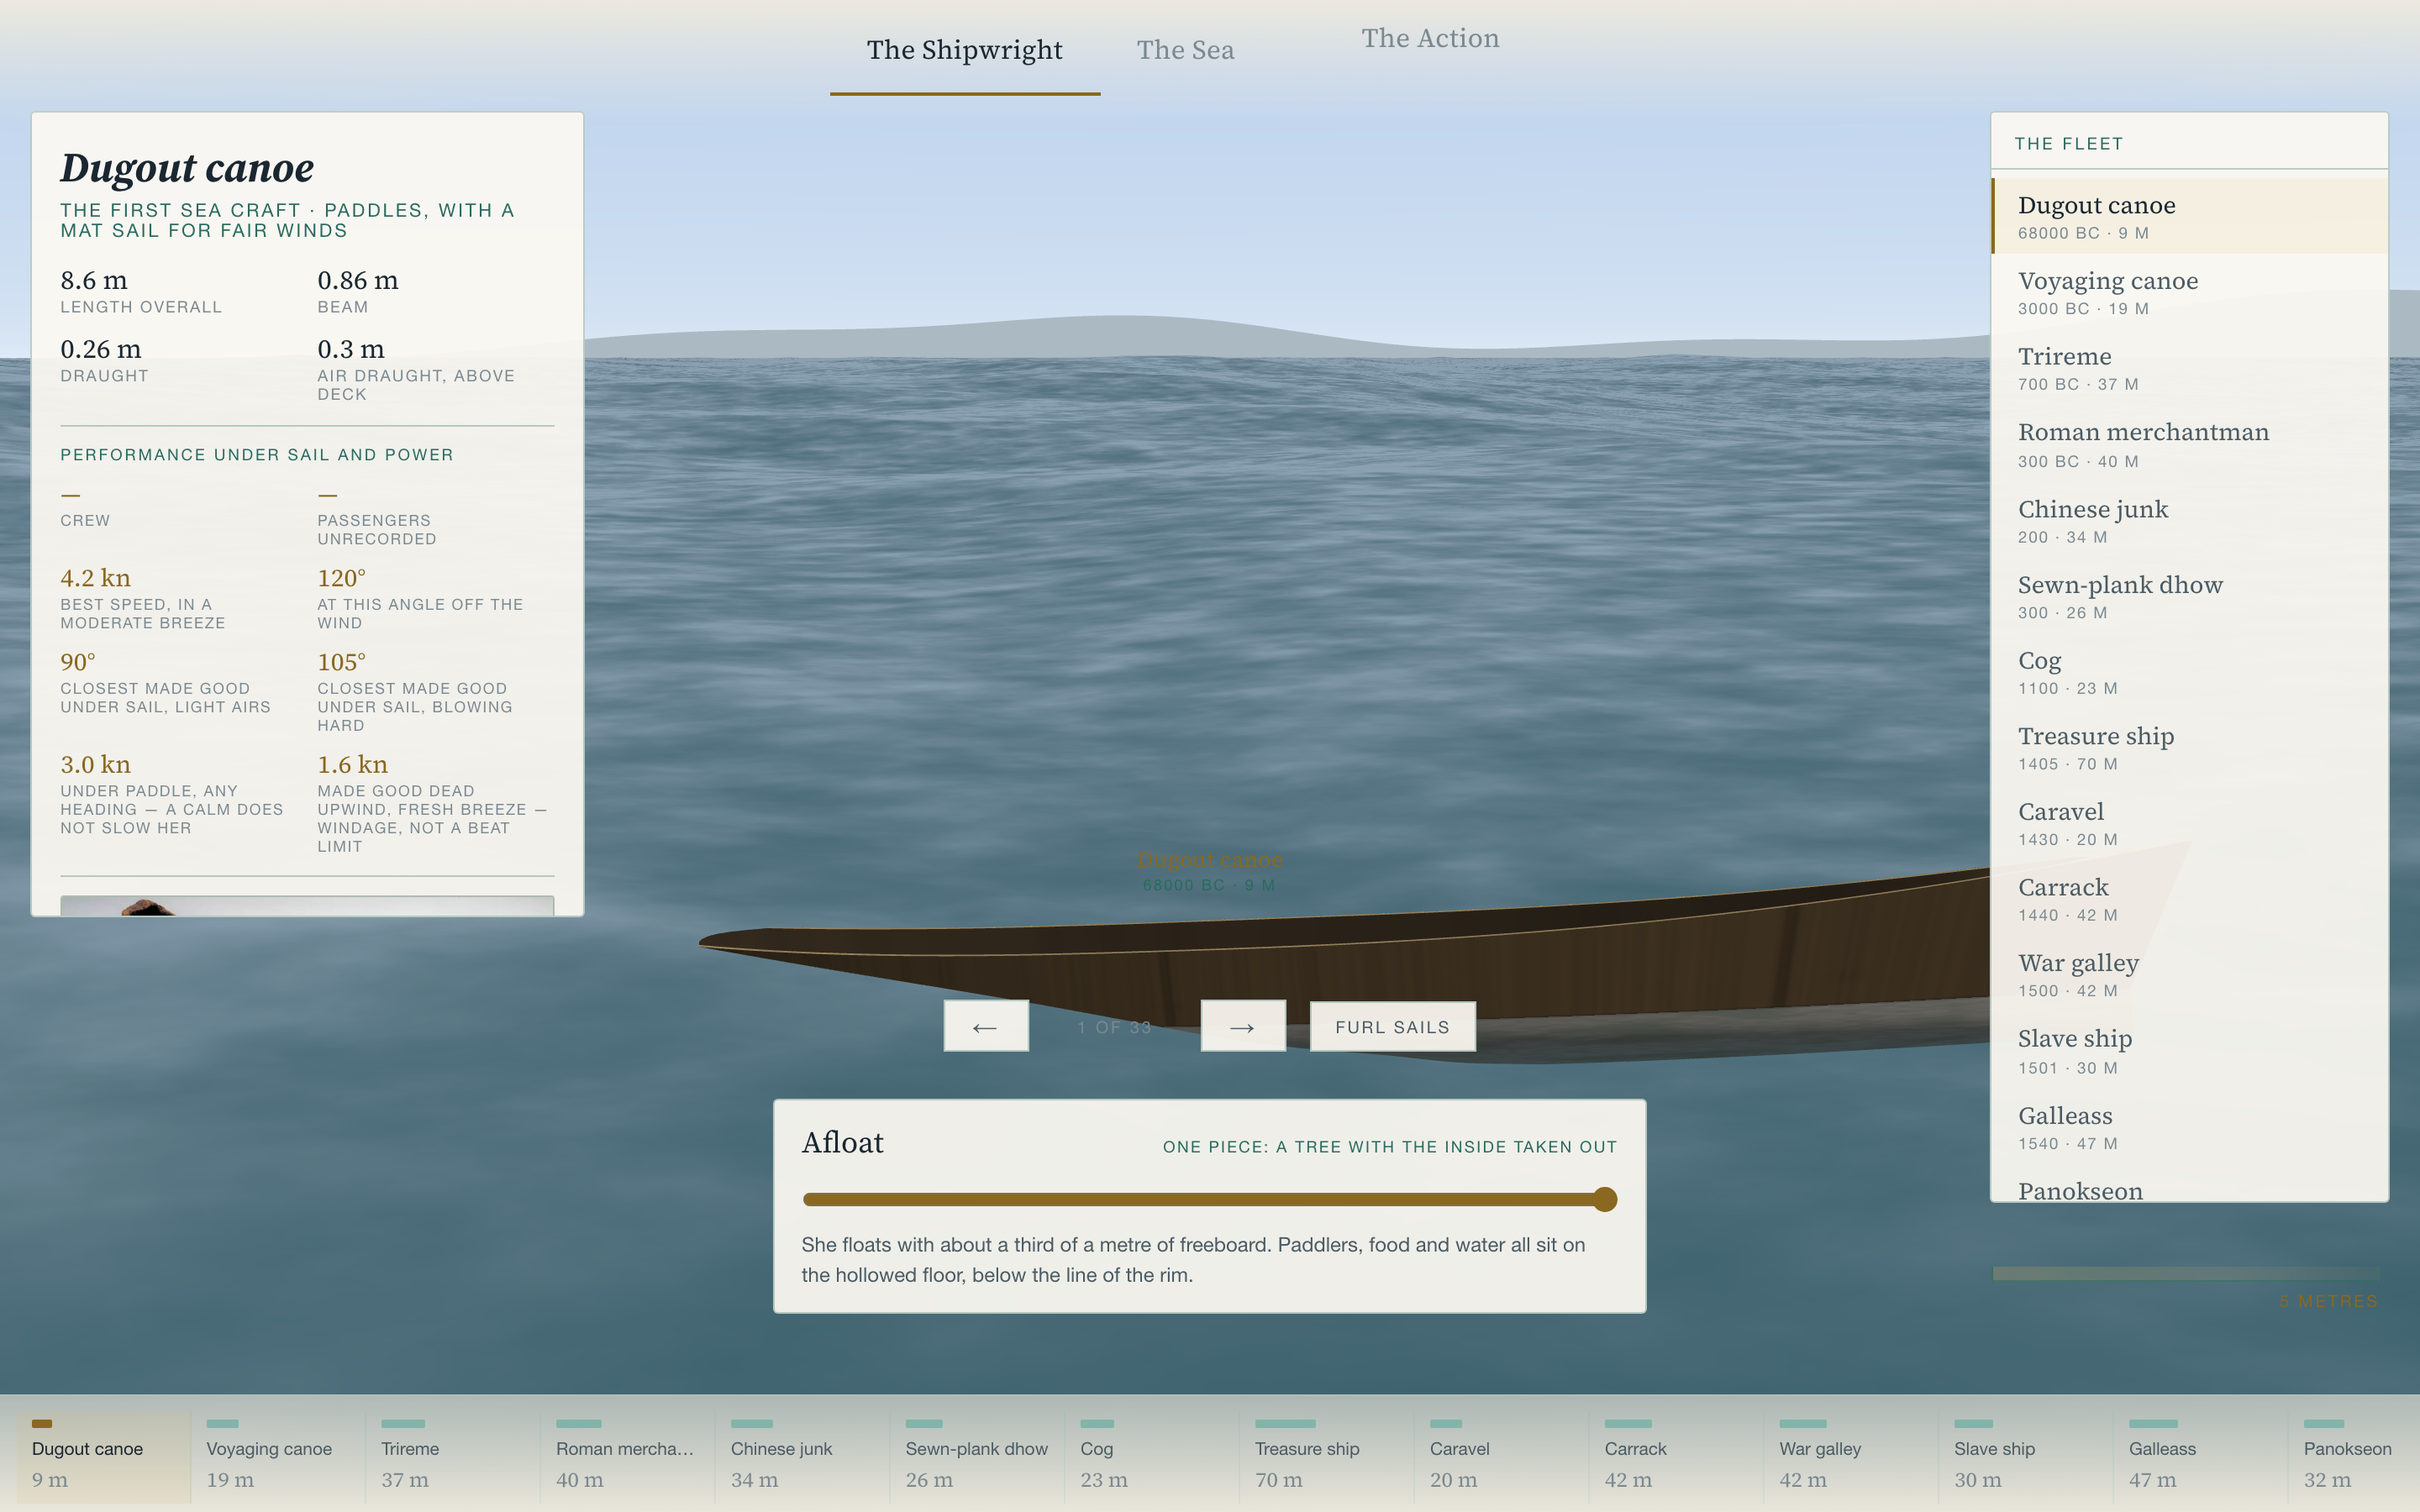 The Shipwright
The Sea
The Action
Dugout canoe
THE FIRST SEA CRAFT · PADDLES, WITH A
MAT SAIL FOR FAIR WINDS
8.6 m
LENGTH OVERALL
0.86 m
BEAM
0.26 m
DRAUGHT
0.3 m
AIR DRAUGHT, ABOVE
DECK
PERFORMANCE UNDER SAIL AND POWER
—
CREW
—
PASSENGERS
UNRECORDED
4.2 kn
BEST SPEED, IN A
MODERATE BREEZE
120°
AT THIS ANGLE OFF THE
WIND
90°
CLOSEST MADE GOOD
UNDER SAIL, LIGHT AIRS
105°
CLOSEST MADE GOOD
UNDER SAIL, BLOWING
HARD
3.0 kn
UNDER PADDLE, ANY
HEADING — A CALM DOES
NOT SLOW HER
1.6 kn
MADE GOOD DEAD
UPWIND, FRESH BREEZE —
WINDAGE, NOT A BEAT
LIMIT
Dugout canoe
68000 BC · 9 M
←
1 OF 33
→
FURL SAILS
Afloat
ONE PIECE: A TREE WITH THE INSIDE TAKEN OUT
She floats with about a third of a metre of freeboard. Paddlers, food and water all sit on
the hollowed floor, below the line of the rim.
THE FLEET
Dugout canoe
68000 BC · 9 M
Voyaging canoe
3000 BC · 19 M
Trireme
700 BC · 37 M
Roman merchantman
300 BC · 40 M
Chinese junk
200 · 34 M
Sewn-plank dhow
300 · 26 M
Cog
1100 · 23 M
Treasure ship
1405 · 70 M
Caravel
1430 · 20 M
Carrack
1440 · 42 M
War galley
1500 · 42 M
Slave ship
1501 · 30 M
Galleass
1540 · 47 M
Panokseon
5 METRES
Dugout canoe
9 m
Voyaging canoe
19 m
Trireme
37 m
Roman mercha…
40 m
Chinese junk
34 m
Sewn-plank dhow
26 m
Cog
23 m
Treasure ship
70 m
Caravel
20 m
Carrack
42 m
War galley
42 m
Slave ship
30 m
Galleass
47 m
Panokseon
32 m